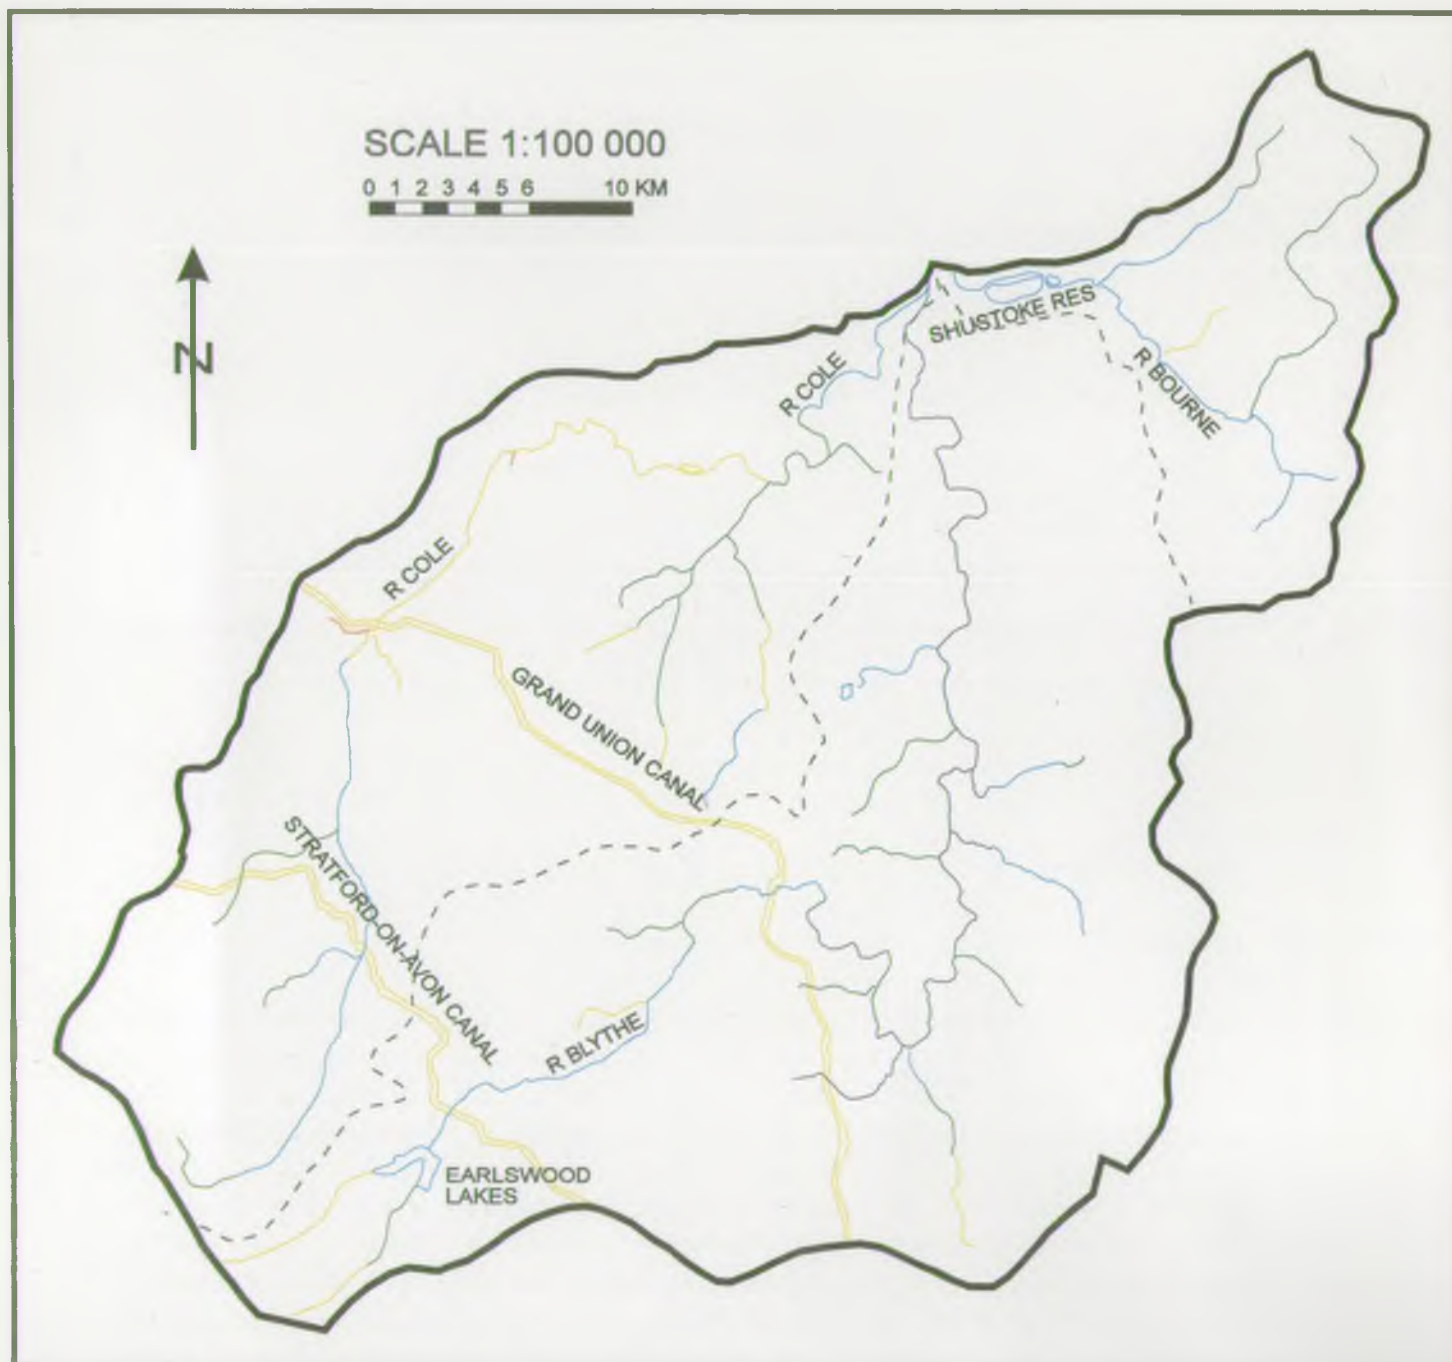 SCALE 1:100 000
0 1 2 3 4 5 6 10 KM
N
SHUSTOKE RES
R COLE
R BOURNE
R COLE
GRAND UNION CANAL
STRATFORD-ON-AVON CANAL
R BLYTHE
EARLSWOOD
LAKES